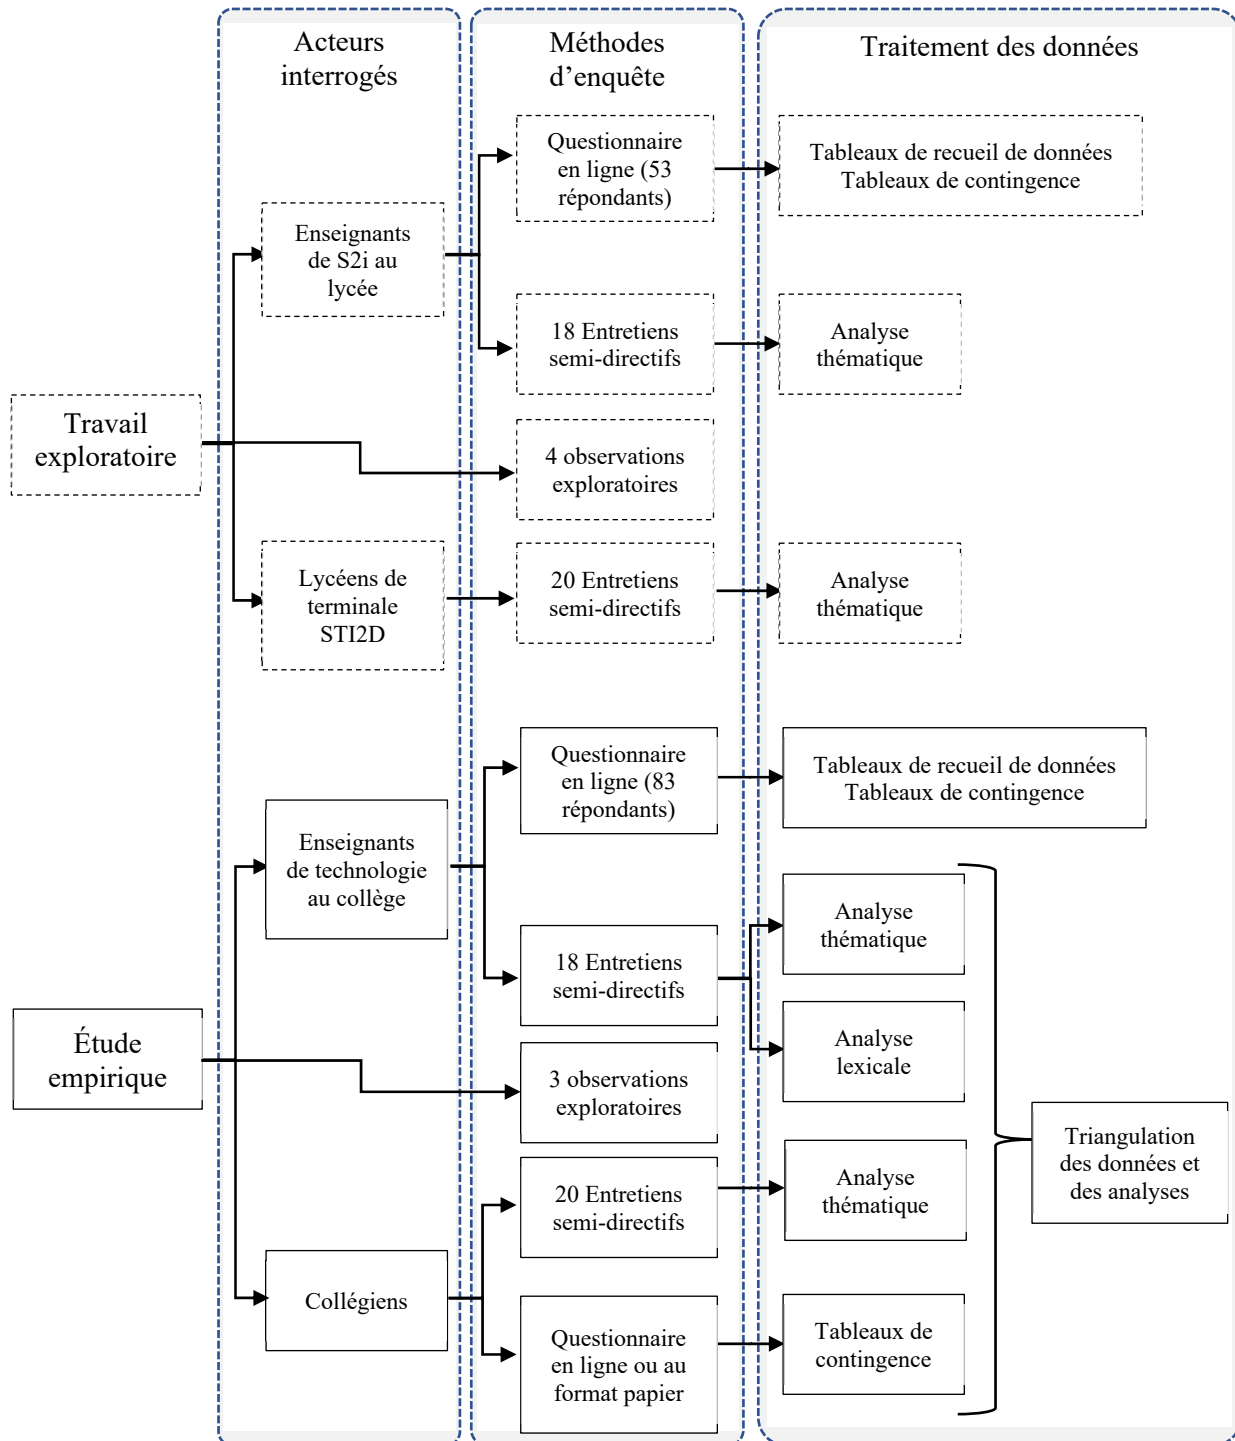 Acteurs
interrogés
Méthodes
d’enquête
Traitement des données
Travail
exploratoire
Enseignants
de S2i au
lycée
Questionnaire
en ligne (53
répondants)
Tableaux de recueil de données
Tableaux de contingence
18 Entretiens
semi-directifs
Analyse
thématique
4 observations
exploratoires
Lycéens de
terminale
STI2D
20 Entretiens
semi-directifs
Analyse
thématique
Étude
empirique
Enseignants
de technologie
au collège
Questionnaire
en ligne (83
répondants)
Tableaux de recueil de données
Tableaux de contingence
18 Entretiens
semi-directifs
Analyse
thématique
Analyse
lexicale
3 observations
exploratoires
Collégiens
20 Entretiens
semi-directifs
Analyse
thématique
Questionnaire
en ligne ou au
format papier
Tableaux de
contingence
Triangulation
des données et
des analyses